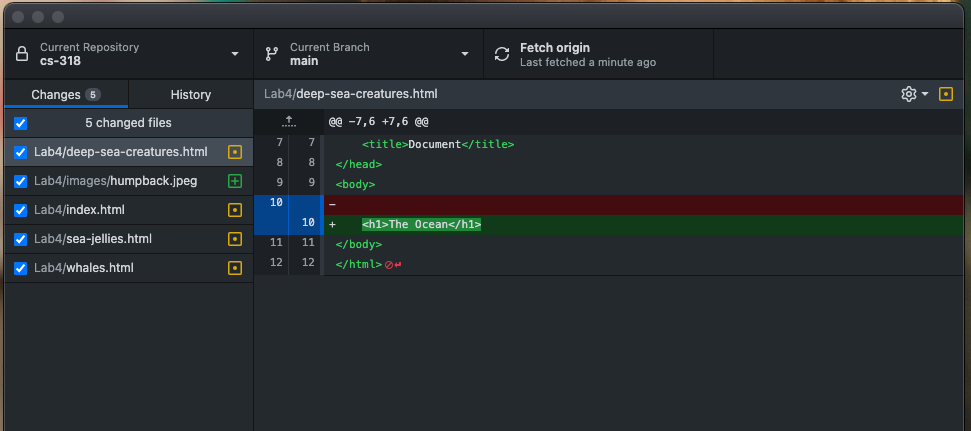 Current Repository
cs-318
Current Branch
main
Fetch origin
Last fetched a minute ago
Changes 5
History
5 changed files
Lab4/deep-sea-creatures.html
Lab4/images/humpback.jpeg
Lab4/index.html
Lab4/sea-jellies.html
Lab4/whales.html
Lab4/deep-sea-creatures.html
@@ -7,6 +7,6 @@
7 7 <title>Document</title>
8 8 </head>
9 9 <body>
10 -
10 + <h1>The Ocean</h1>
11 11 </body>
12 12 </html>